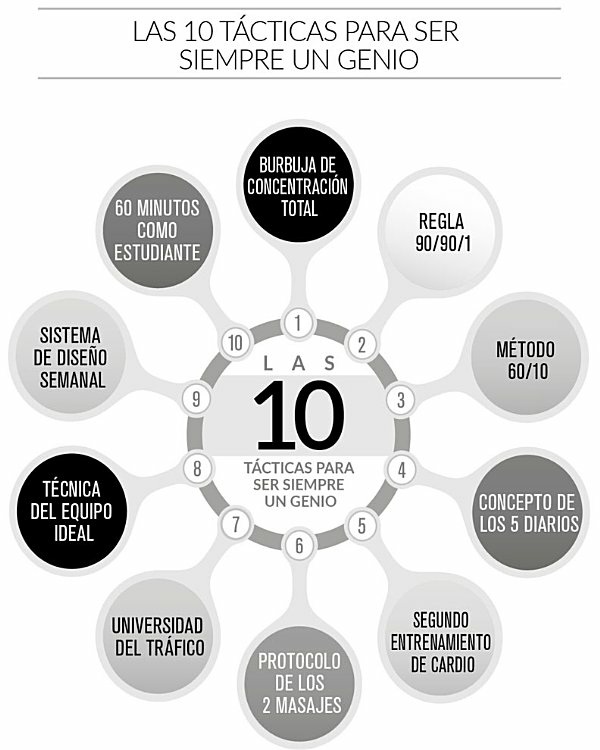 LAS 10 TÁCTICAS PARA SER
SIEMPRE UN GENIO
BURBUJA DE
CONCENTRACIÓN
TOTAL
REGLA
90/90/1
MÉTODO
60/10
CONCEPTO DE
LOS 5 DIARIOS
SEGUNDO
ENTRENAMIENTO
DE CARDIO
PROTOCOLO
DE LOS
2 MASAJES
UNIVERSIDAD
DEL TRÁFICO
TÉCNICA
DEL EQUIPO
IDEAL
SISTEMA
DE DISEÑO
SEMANAL
60 MINUTOS
COMO
ESTUDIANTE
1
2
3
4
5
6
7
8
9
10
LAS
10
TÁCTICAS PARA
SER SIEMPRE
UN GENIO